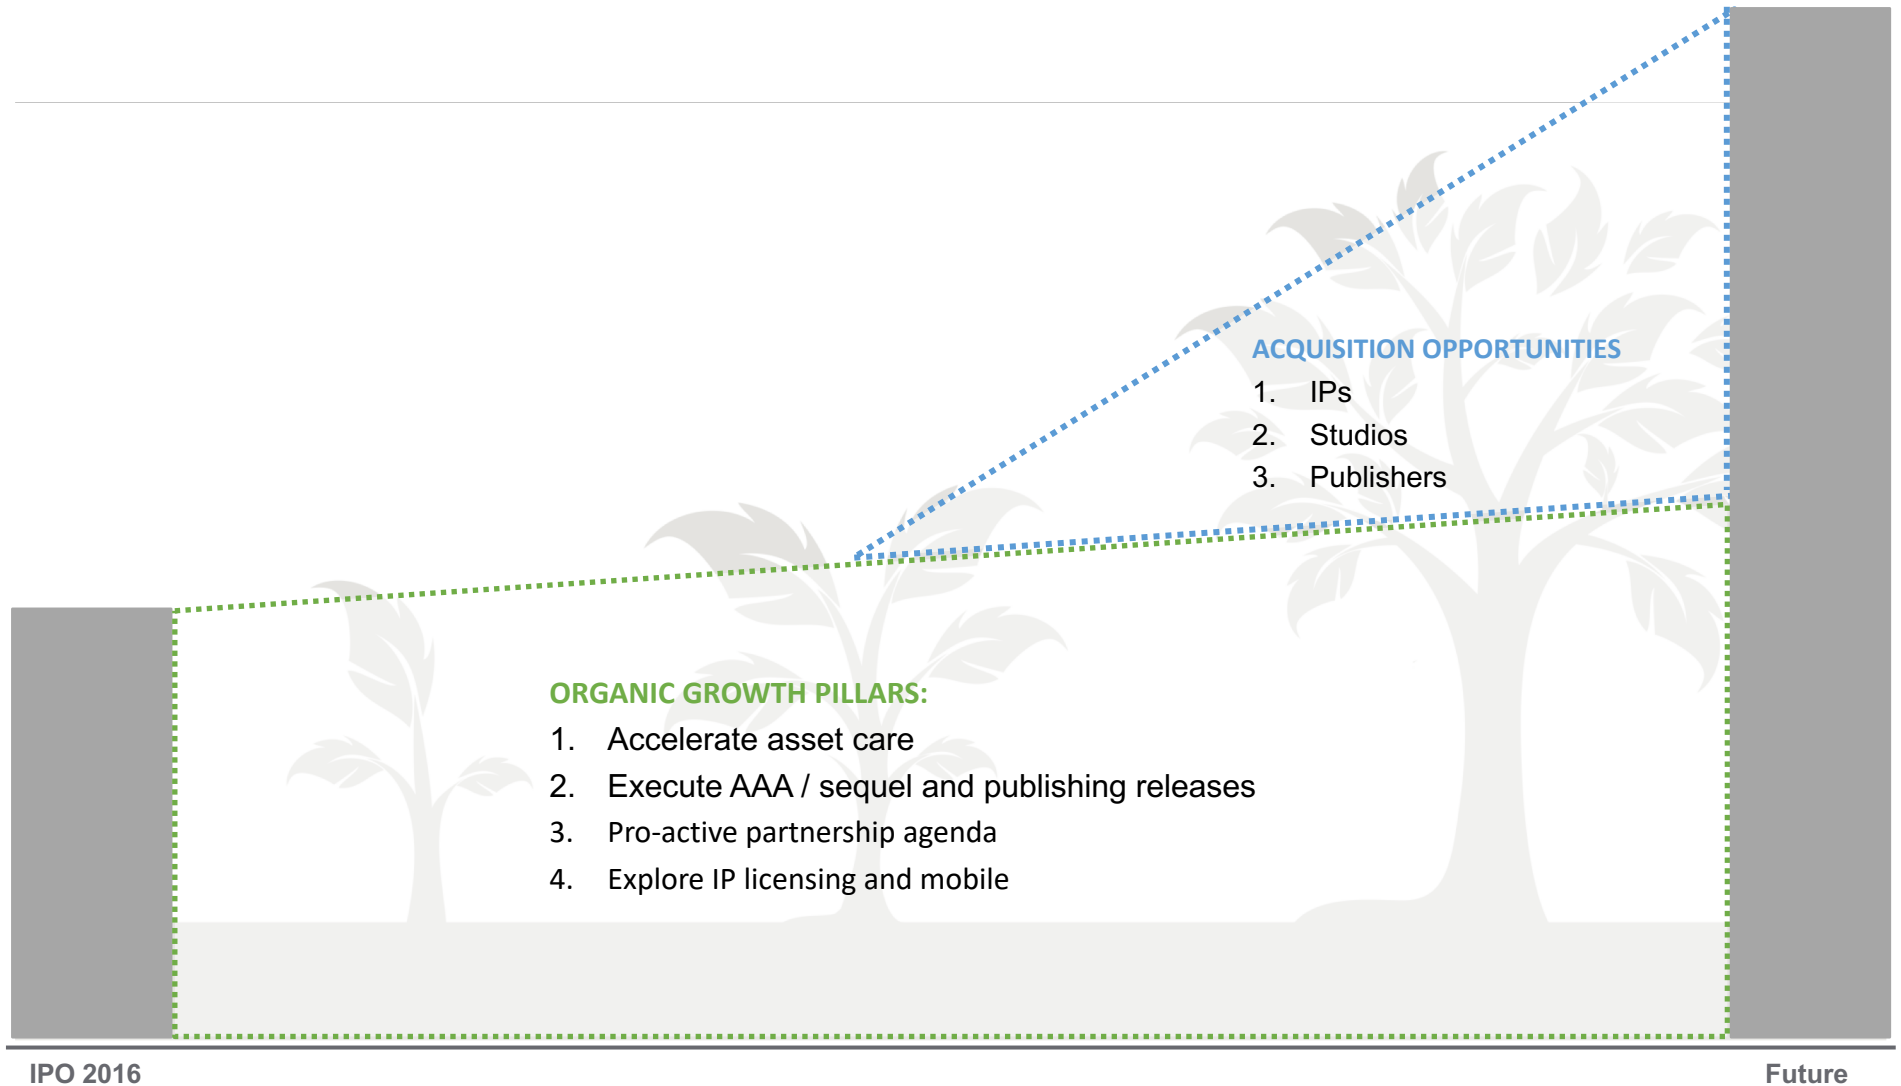 ACQUISITION OPPORTUNITIES
1. IPs
2. Studios
3. Publishers
ORGANIC GROWTH PILLARS:
1. Accelerate asset care
2. Execute AAA / sequel and publishing releases
3. Pro-active partnership agenda
4. Explore IP licensing and mobile
IPO 2016
Future